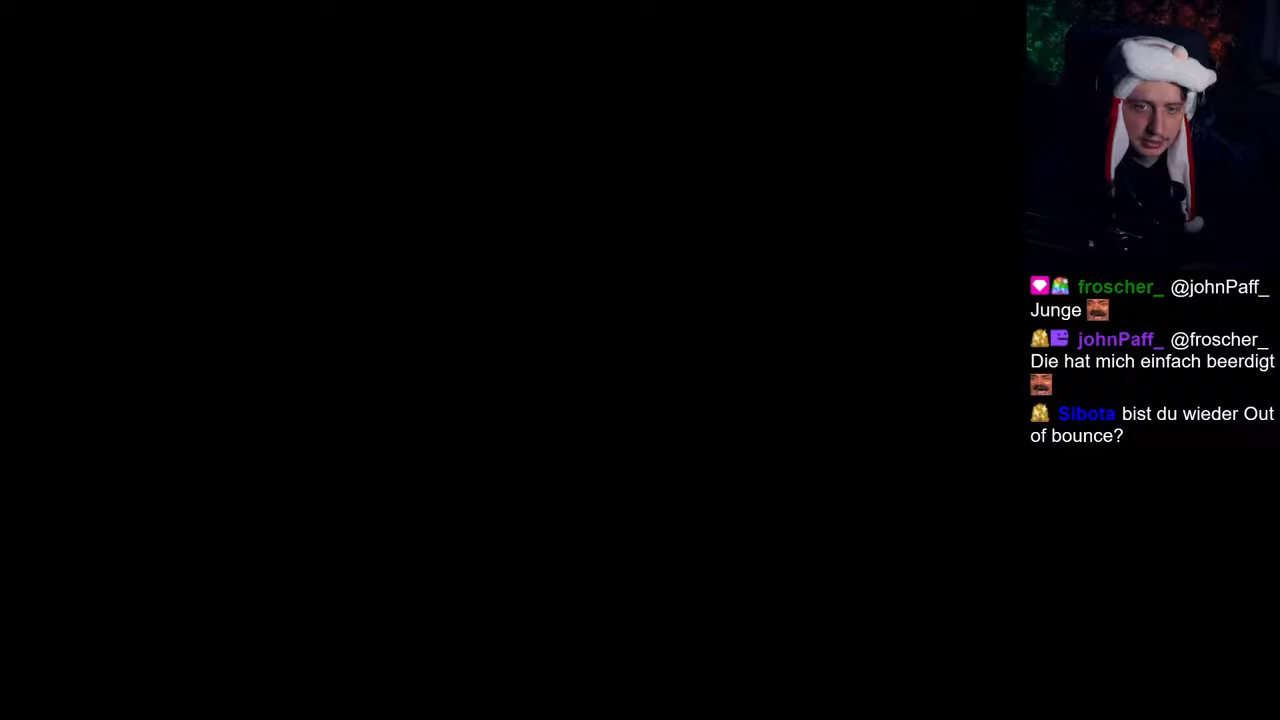 froscher_ @johnPaff_
Junge
johnPaff_ @froscher_
Die hat mich einfach beerdigt
Sibota bist du wieder Out
of bounce?